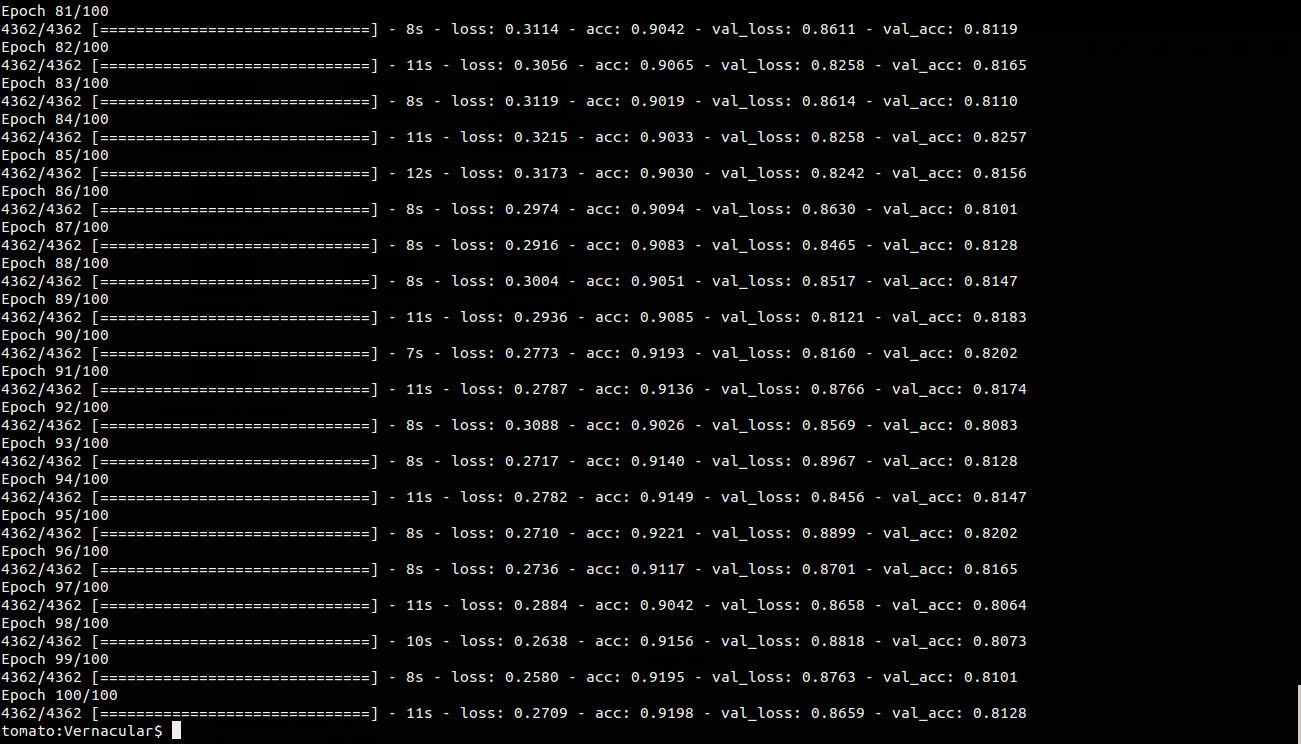 Epoch 81/100
4362/4362 [==============================] - 8s - loss: 0.3114 - acc: 0.9042 - val_loss: 0.8611 - val_acc: 0.8119
Epoch 82/100
4362/4362 [==============================] - 11s - loss: 0.3056 - acc: 0.9065 - val_loss: 0.8258 - val_acc: 0.8165
Epoch 83/100
4362/4362 [==============================] - 8s - loss: 0.3119 - acc: 0.9019 - val_loss: 0.8614 - val_acc: 0.8110
Epoch 84/100
4362/4362 [==============================] - 11s - loss: 0.3215 - acc: 0.9033 - val_loss: 0.8258 - val_acc: 0.8257
Epoch 85/100
4362/4362 [==============================] - 12s - loss: 0.3173 - acc: 0.9030 - val_loss: 0.8242 - val_acc: 0.8156
Epoch 86/100
4362/4362 [==============================] - 8s - loss: 0.2974 - acc: 0.9094 - val_loss: 0.8630 - val_acc: 0.8101
Epoch 87/100
4362/4362 [==============================] - 8s - loss: 0.2916 - acc: 0.9083 - val_loss: 0.8465 - val_acc: 0.8128
Epoch 88/100
4362/4362 [==============================] - 8s - loss: 0.3004 - acc: 0.9051 - val_loss: 0.8517 - val_acc: 0.8147
Epoch 89/100
4362/4362 [==============================] - 11s - loss: 0.2936 - acc: 0.9085 - val_loss: 0.8121 - val_acc: 0.8183
Epoch 90/100
4362/4362 [==============================] - 7s - loss: 0.2773 - acc: 0.9193 - val_loss: 0.8160 - val_acc: 0.8202
Epoch 91/100
4362/4362 [==============================] - 11s - loss: 0.2787 - acc: 0.9136 - val_loss: 0.8766 - val_acc: 0.8174
Epoch 92/100
4362/4362 [==============================] - 8s - loss: 0.3088 - acc: 0.9026 - val_loss: 0.8569 - val_acc: 0.8083
Epoch 93/100
4362/4362 [==============================] - 8s - loss: 0.2717 - acc: 0.9140 - val_loss: 0.8967 - val_acc: 0.8128
Epoch 94/100
4362/4362 [==============================] - 11s - loss: 0.2782 - acc: 0.9149 - val_loss: 0.8456 - val_acc: 0.8147
Epoch 95/100
4362/4362 [==============================] - 8s - loss: 0.2710 - acc: 0.9221 - val_loss: 0.8899 - val_acc: 0.8202
Epoch 96/100
4362/4362 [==============================] - 8s - loss: 0.2736 - acc: 0.9117 - val_loss: 0.8701 - val_acc: 0.8165
Epoch 97/100
4362/4362 [==============================] - 11s - loss: 0.2884 - acc: 0.9042 - val_loss: 0.8658 - val_acc: 0.8064
Epoch 98/100
4362/4362 [==============================] - 10s - loss: 0.2638 - acc: 0.9156 - val_loss: 0.8818 - val_acc: 0.8073
Epoch 99/100
4362/4362 [==============================] - 8s - loss: 0.2580 - acc: 0.9195 - val_loss: 0.8763 - val_acc: 0.8101
Epoch 100/100
4362/4362 [==============================] - 11s - loss: 0.2709 - acc: 0.9198 - val_loss: 0.8659 - val_acc: 0.8128
tomato:Vernacular$